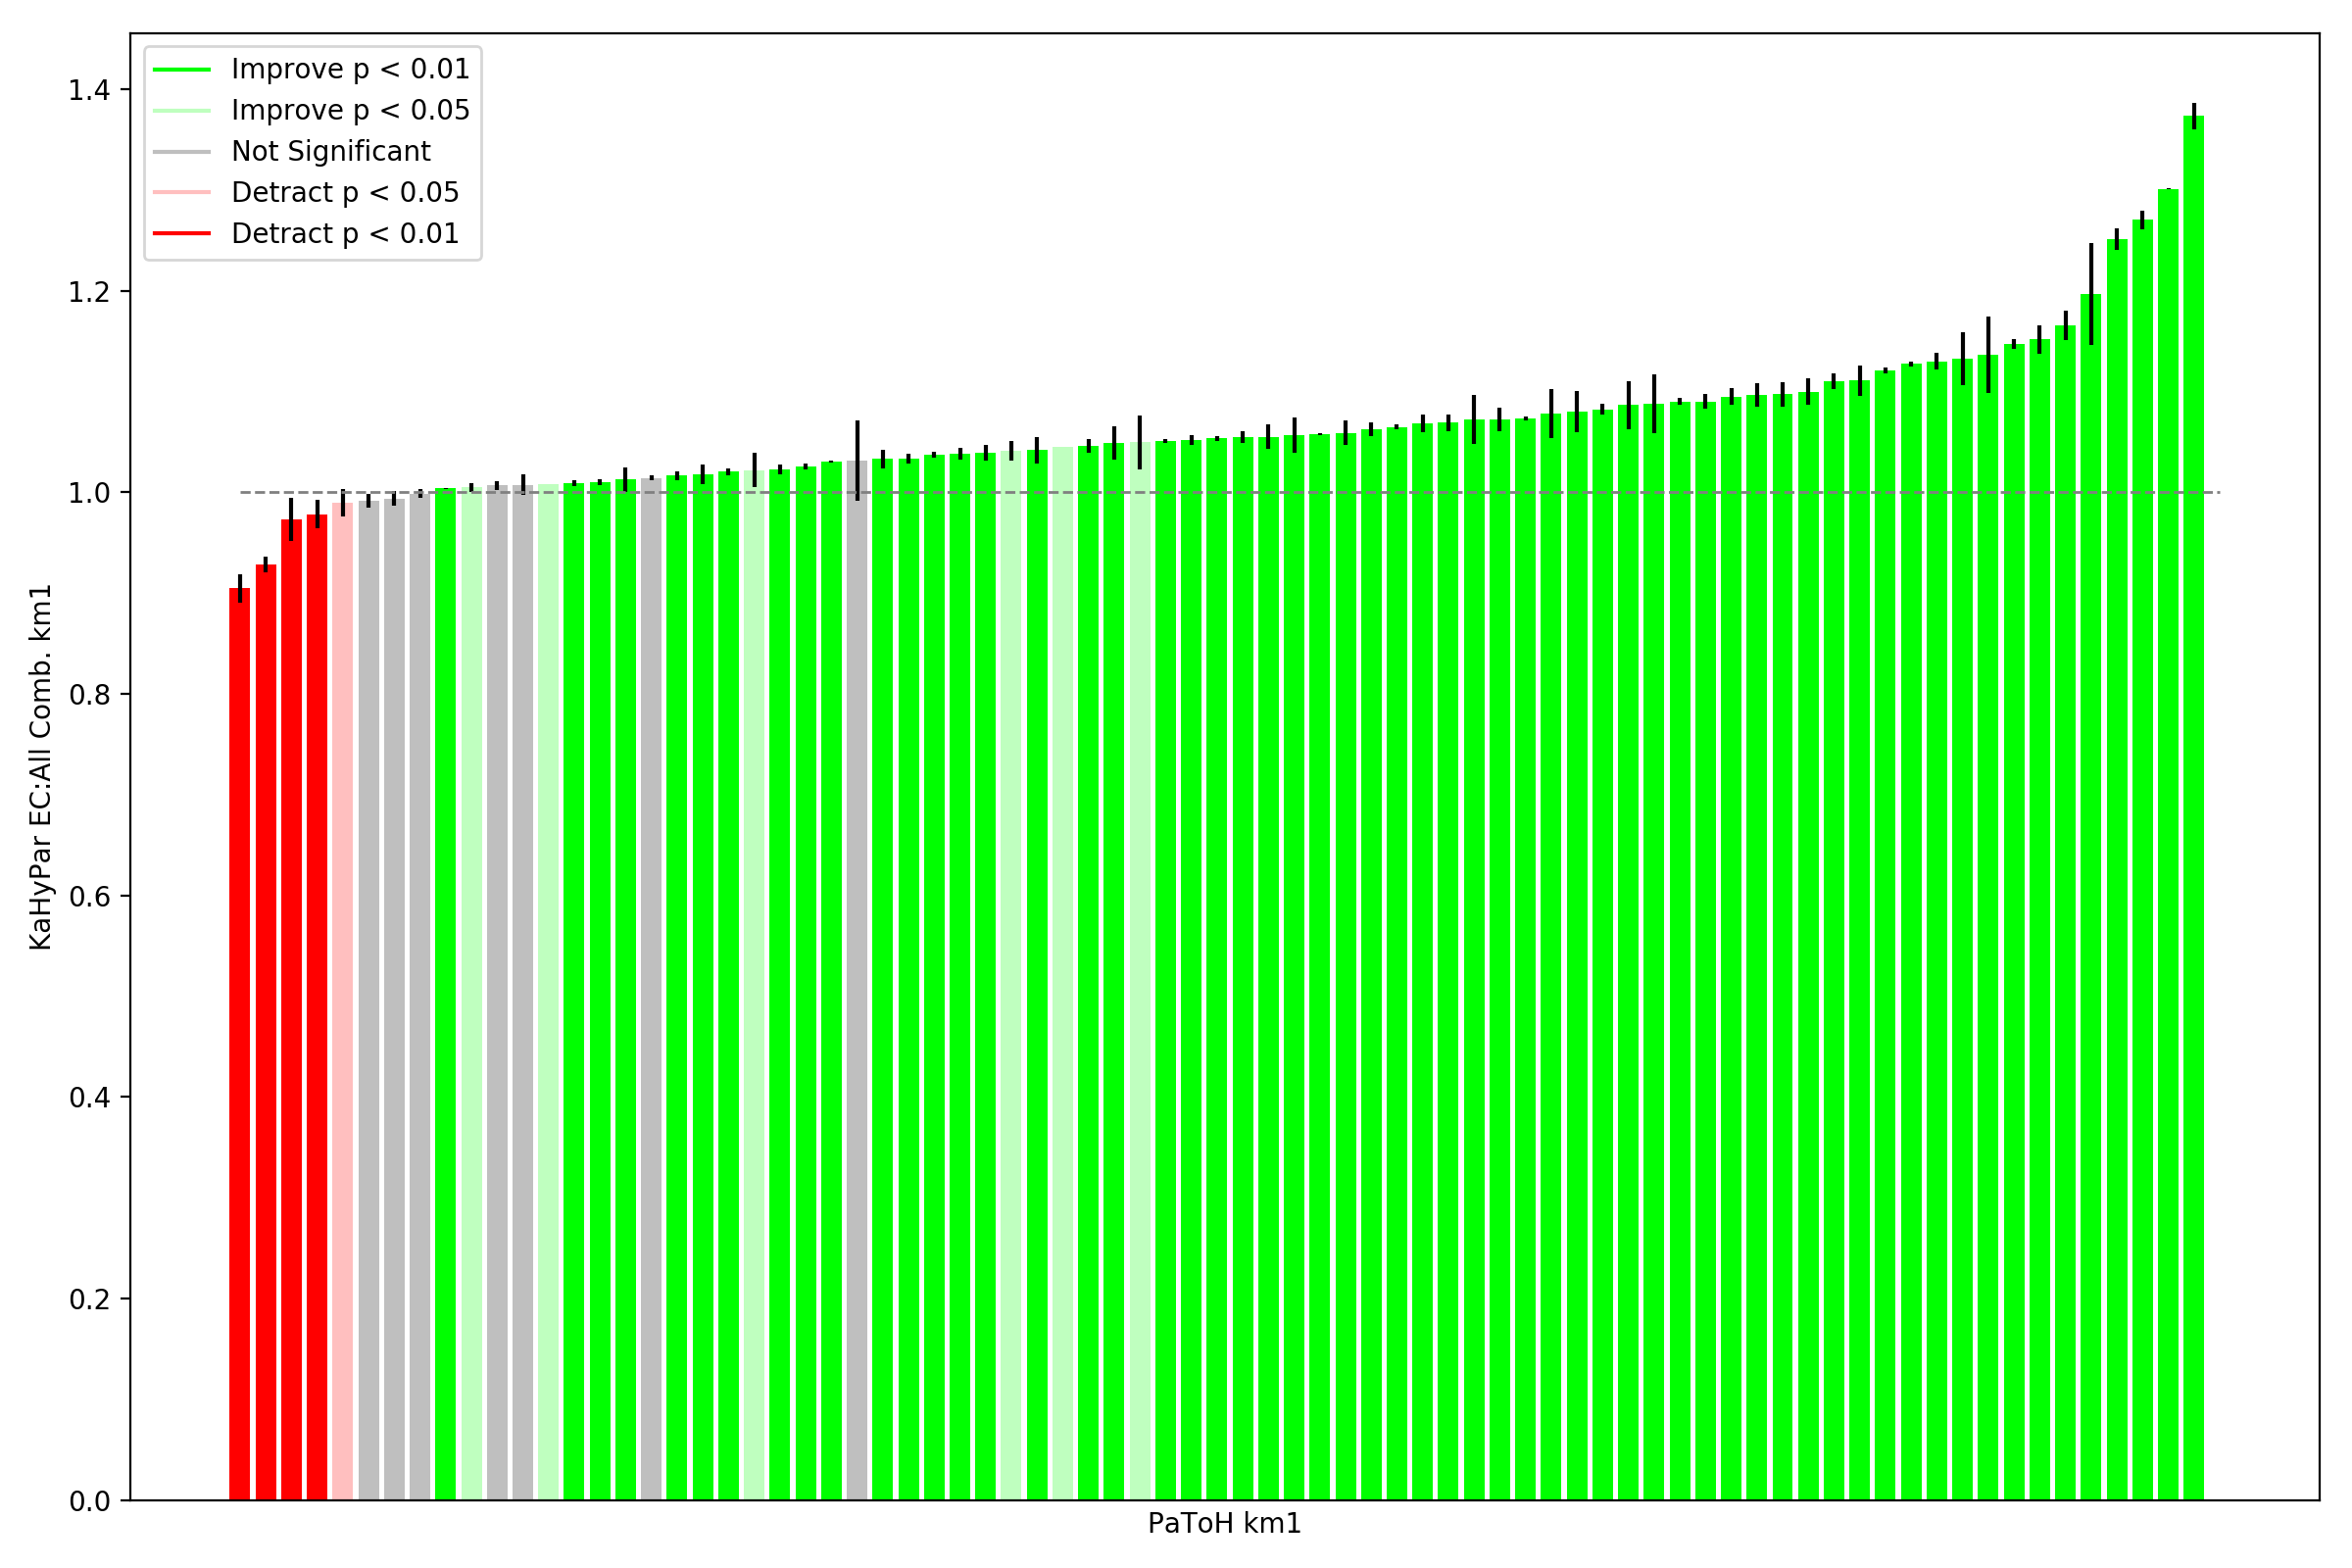 Improve p < 0.01
Improve p < 0.05
Not Significant
Detract p < 0.05
Detract p < 0.01
1.4
1.2
1.0
0.8
0.6
0.4
0.2
0.0
KaHyPar EC:All Comb. km1
PaToH km1